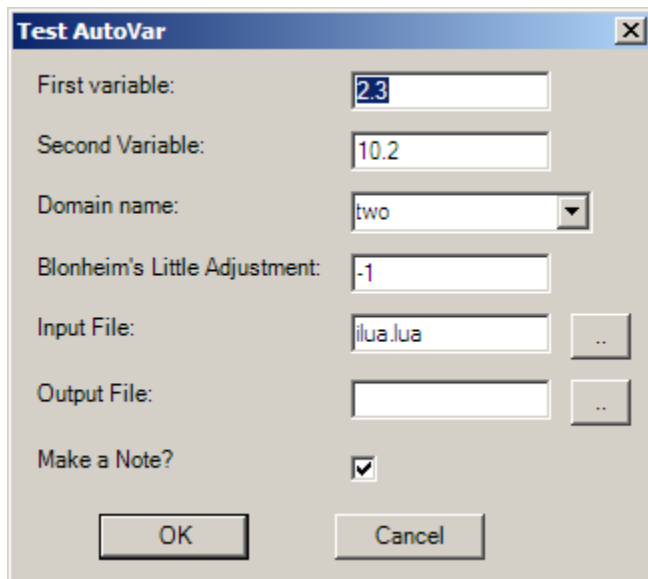 Test AutoVar
First variable: 2.3
Second Variable: 10.2
Domain name: two
Blonheim's Little Adjustment: -1
Input File: ilua.lua ..
Output File: ..
Make a Note?
OK Cancel